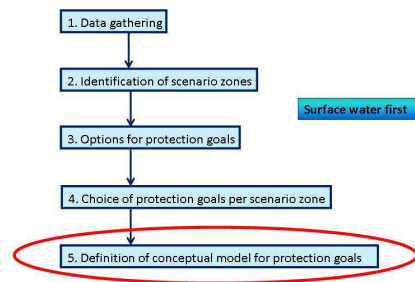 1. Data gathering
2. Identification of scenario zones
Surface water first
3. Options for protection goals
4. Choice of protection goals per scenario zone
5. Definition of conceptual model for protection goals